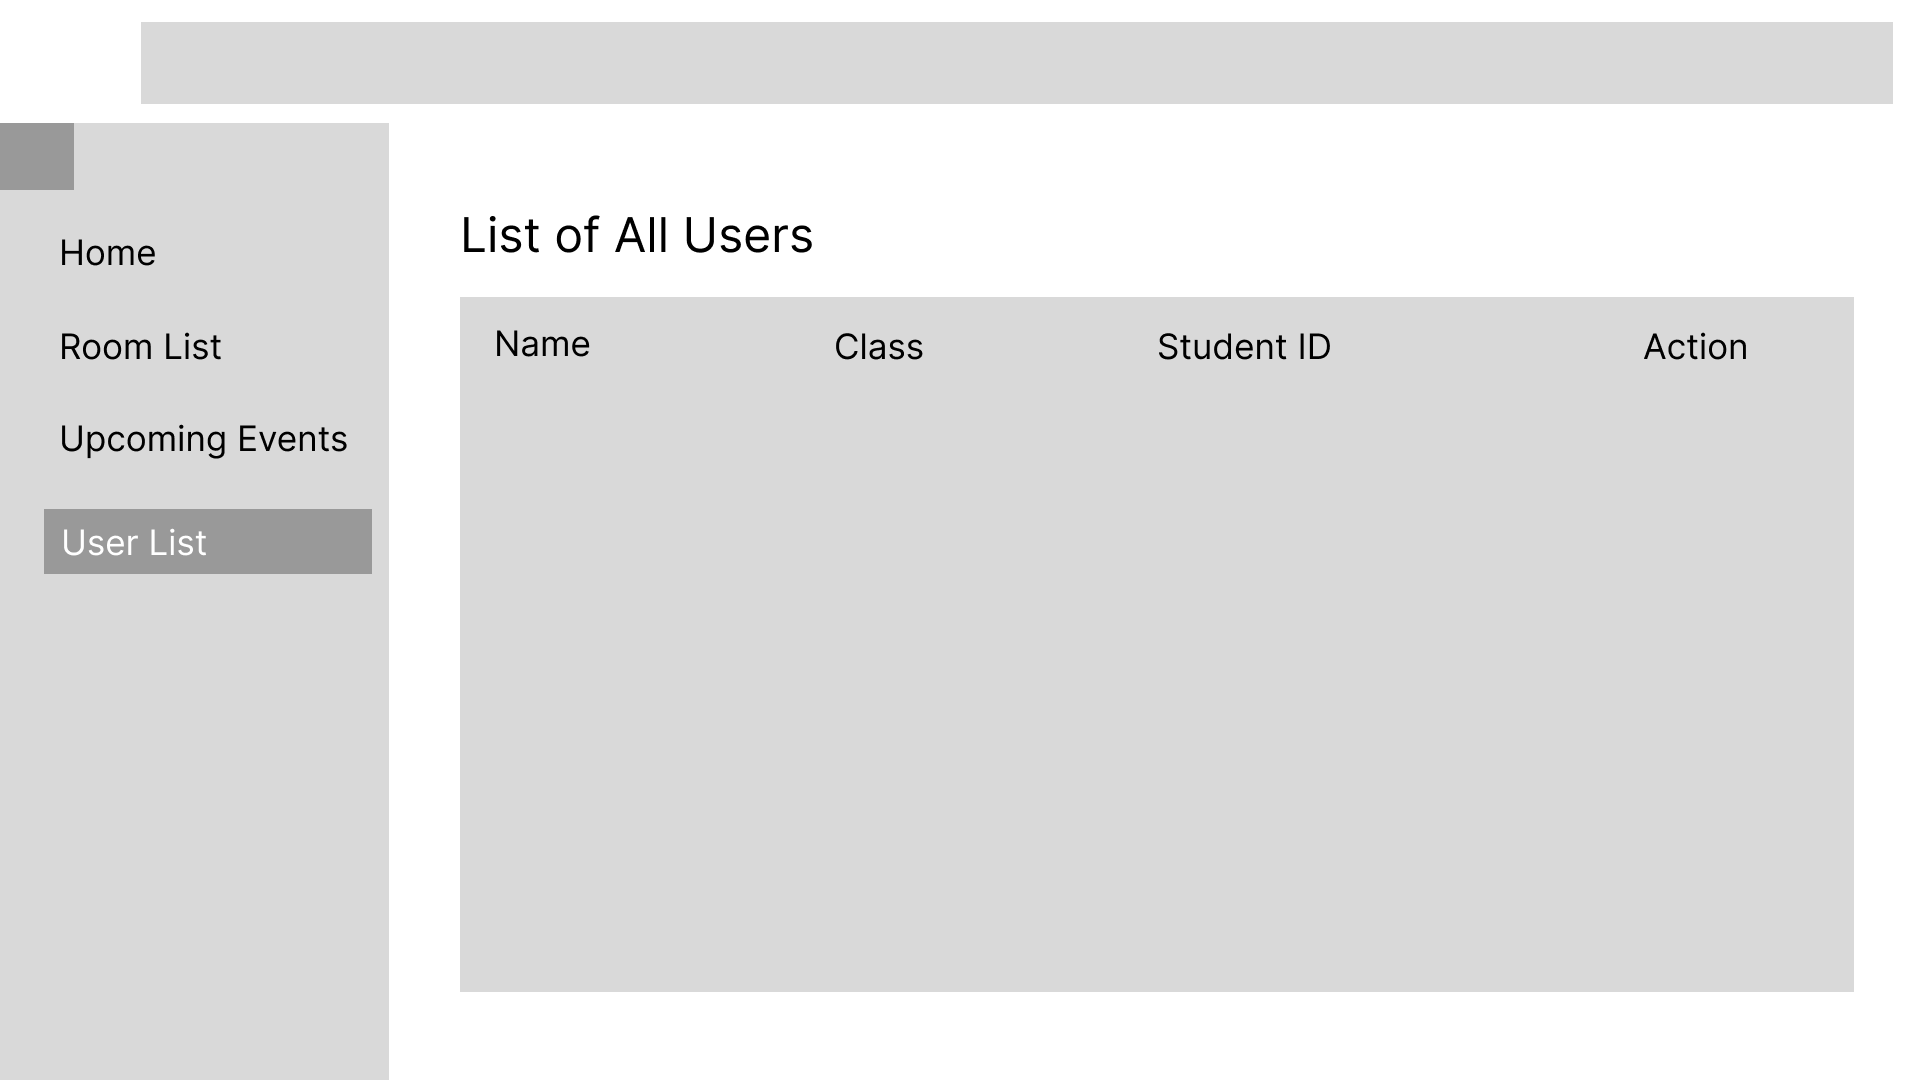 Home
Room List
Upcoming Events
User List
List of All Users
Name Class Student ID Action